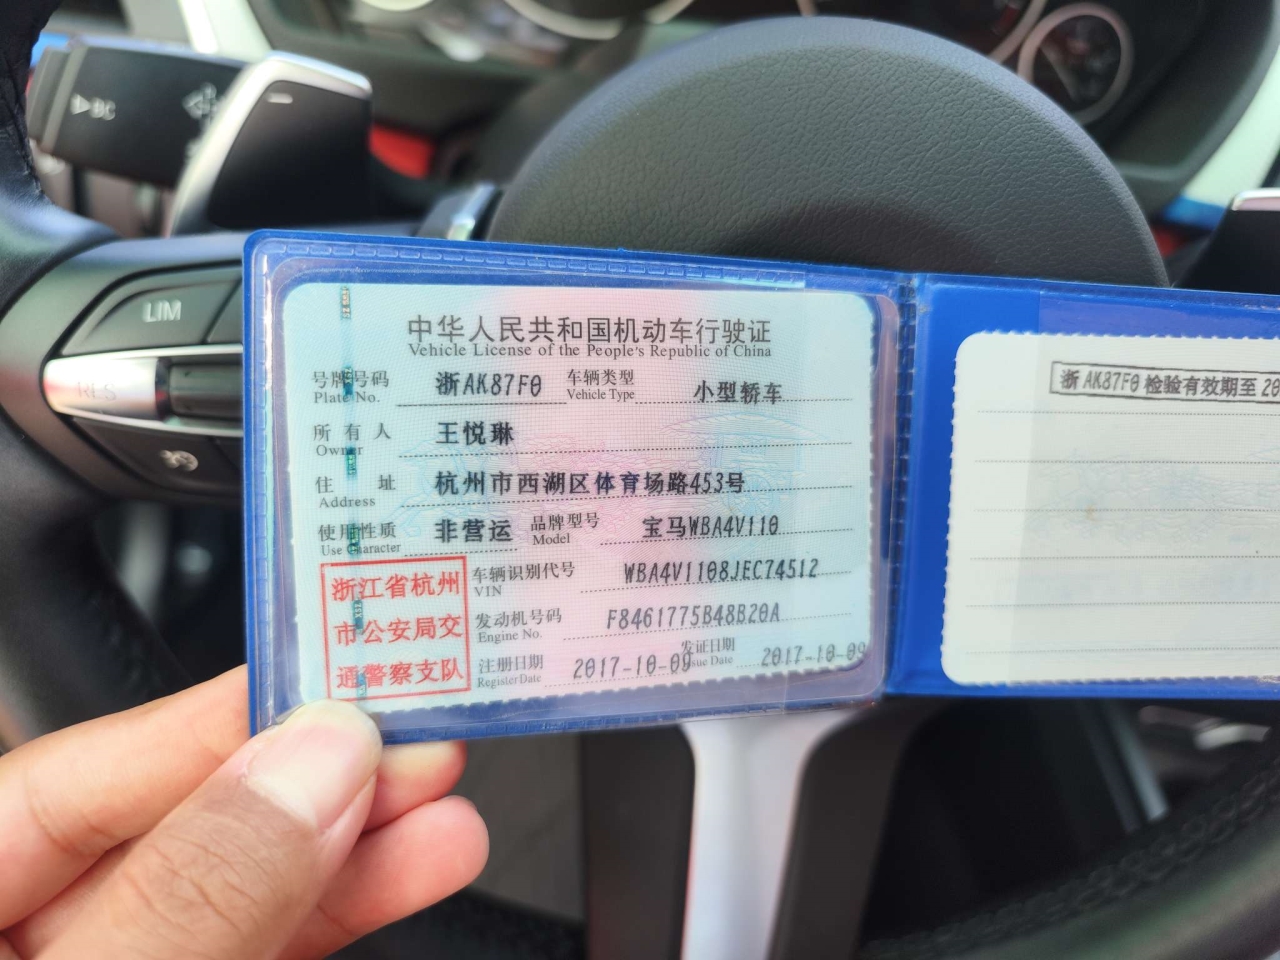 BC
LIM
RES
中华人民共和国机动车行驶证
Vehicle License of the People's Republic of China
号牌号码 浙AK87F0 车辆类型 小型轿车
Plate No. Vehicle Type
所有人 王悦琳
Owner
住址 杭州市西湖区体育场路453号
Address
使用性质 非营运 品牌型号 宝马WBA4V110
Use Character Model
浙江省杭州
市公安局交
通警察支队
车辆识别代号 WBA4V1108JEC74512
VIN
发动机号码 F8461775B48B20A
Engine No.
注册日期 2017-10-09 发证日期 2017-10-09
Register Date Issue Date
浙AK87F0 检验有效期至 20